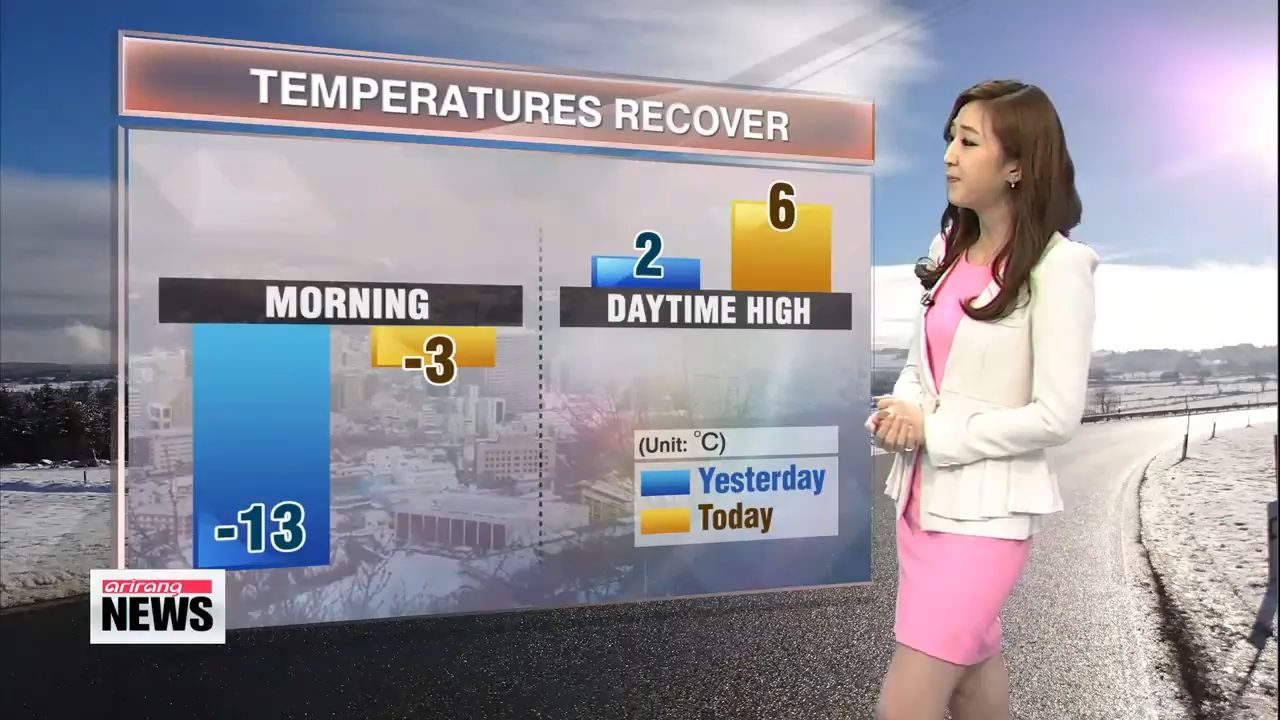 TEMPERATURES RECOVER
2
6
MORNING
DAYTIME HIGH
-3
-13
(Unit: °C)
Yesterday
Today
arirang
NEWS